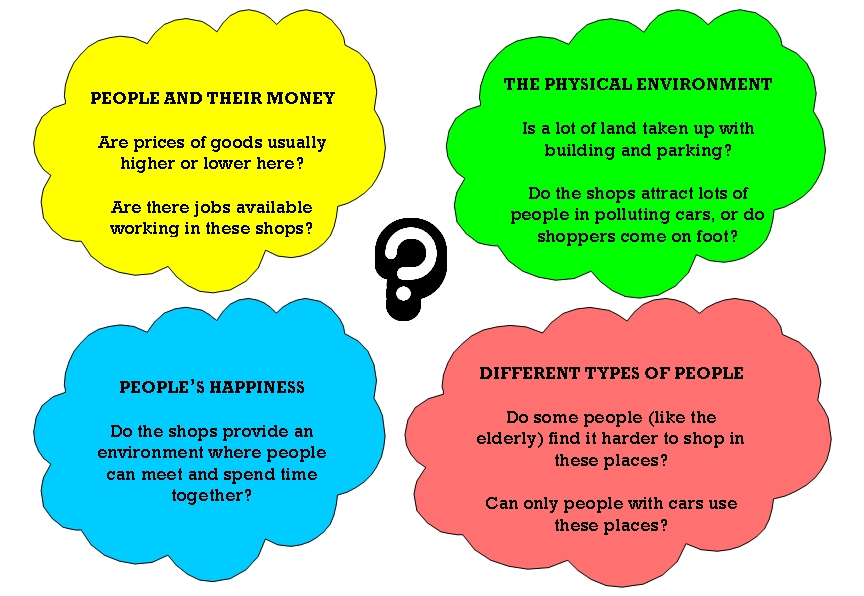 PEOPLE AND THEIR MONEY
Are prices of goods usually
higher or lower here?
Are there jobs available
working in these shops?
THE PHYSICAL ENVIRONMENT
Is a lot of land taken up with
building and parking?
Do the shops attract lots of
people in polluting cars, or do
shoppers come on foot?
?
PEOPLE'S HAPPINESS
Do the shops provide an
environment where people
can meet and spend time
together?
DIFFERENT TYPES OF PEOPLE
Do some people (like the
elderly) find it harder to shop in
these places?
Can only people with cars use
these places?